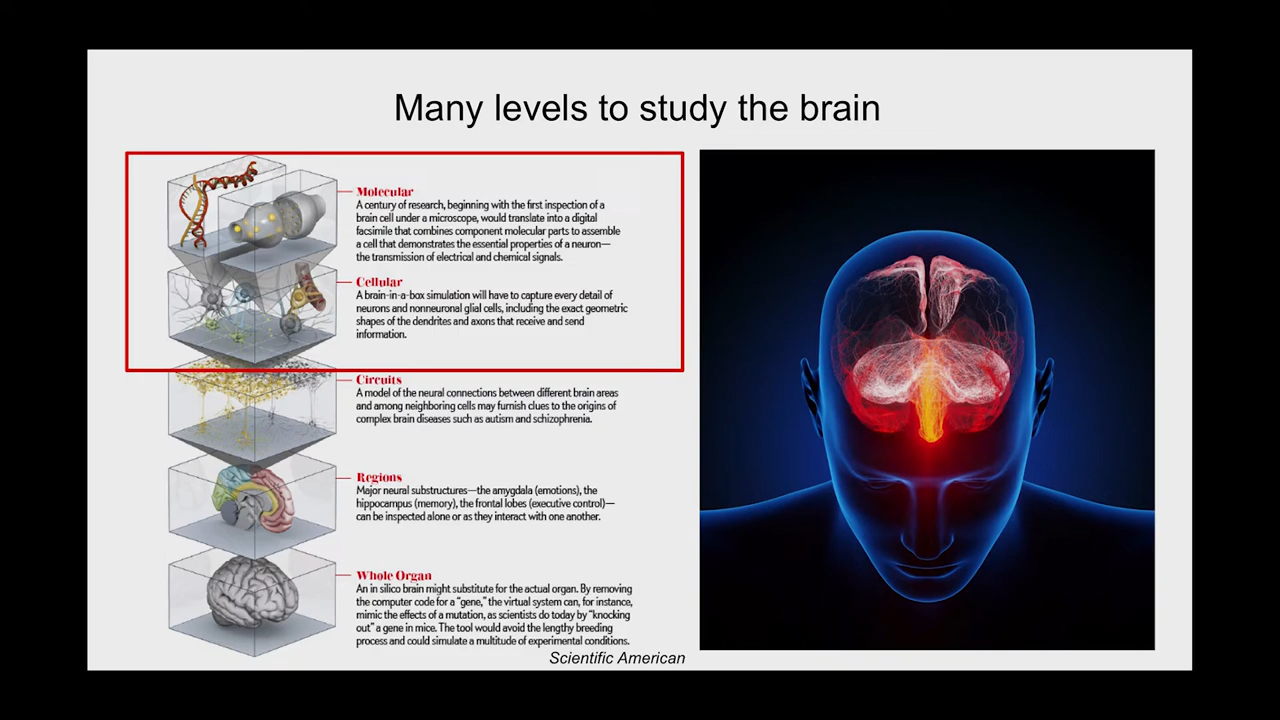 Many levels to study the brain
Molecular
A century of research, beginning with the first inspection of a
brain cell under a microscope, would translate into a digital
facsimile that combines component molecular parts to assemble
a cell that demonstrates the essential properties of a neuron—
the transmission of electrical and chemical signals.
Cellular
A brain-in-a-box simulation will have to capture every detail of
neurons and nonneuronal glial cells, including the exact geometric
shapes of the dendrites and axons that receive and send
information.
Circuits
A model of the neural connections between different brain areas
and among neighboring cells may furnish clues to the origins of
complex brain diseases such as autism and schizophrenia.
Regions
Major neural substructures—the amygdala (emotions), the
hippocampus (memory), the frontal lobes (executive control)—
can be inspected alone or as they interact with one another.
Whole Organ
An in silico brain might substitute for the actual organ. By removing
the computer code for a “gene,” the virtual system can, for instance,
mimic the effects of a mutation, as scientists do today by “knocking
out” a gene in mice. The tool would avoid the lengthy breeding
process and could simulate a multitude of experimental conditions.
Scientific American